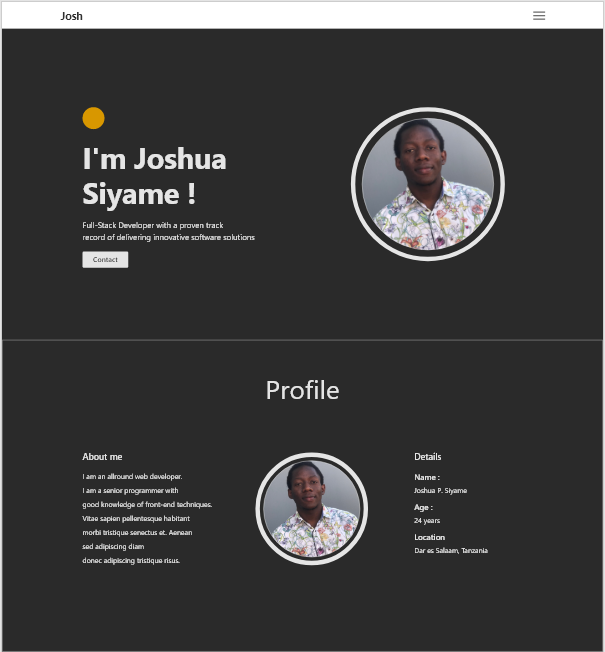 Josh
I'm Joshua
Siyame !
Full-Stack Developer with a proven track
record of delivering innovative software solutions
Contact
Profile
About me
I am an allround web developer.
I am a senior programmer with
good knowledge of front-end techniques.
Vitae sapien pellentesque habitant
morbi tristique senectus et. Aenean
sed adipiscing diam
donec adipiscing tristique risus.
Details
Name :
Joshua P. Siyame
Age :
24 years
Location
Dar es Salaam, Tanzania